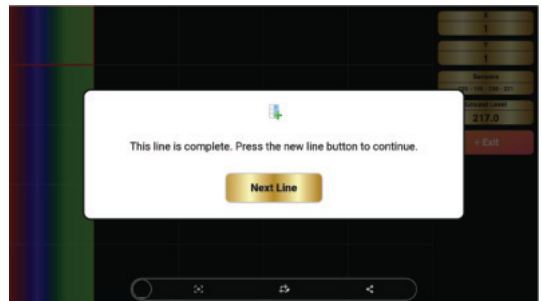 X
1
Y
1
Sensors
Ground Level
217.0
Exit
This line is complete. Press the new line button to continue.
Next Line